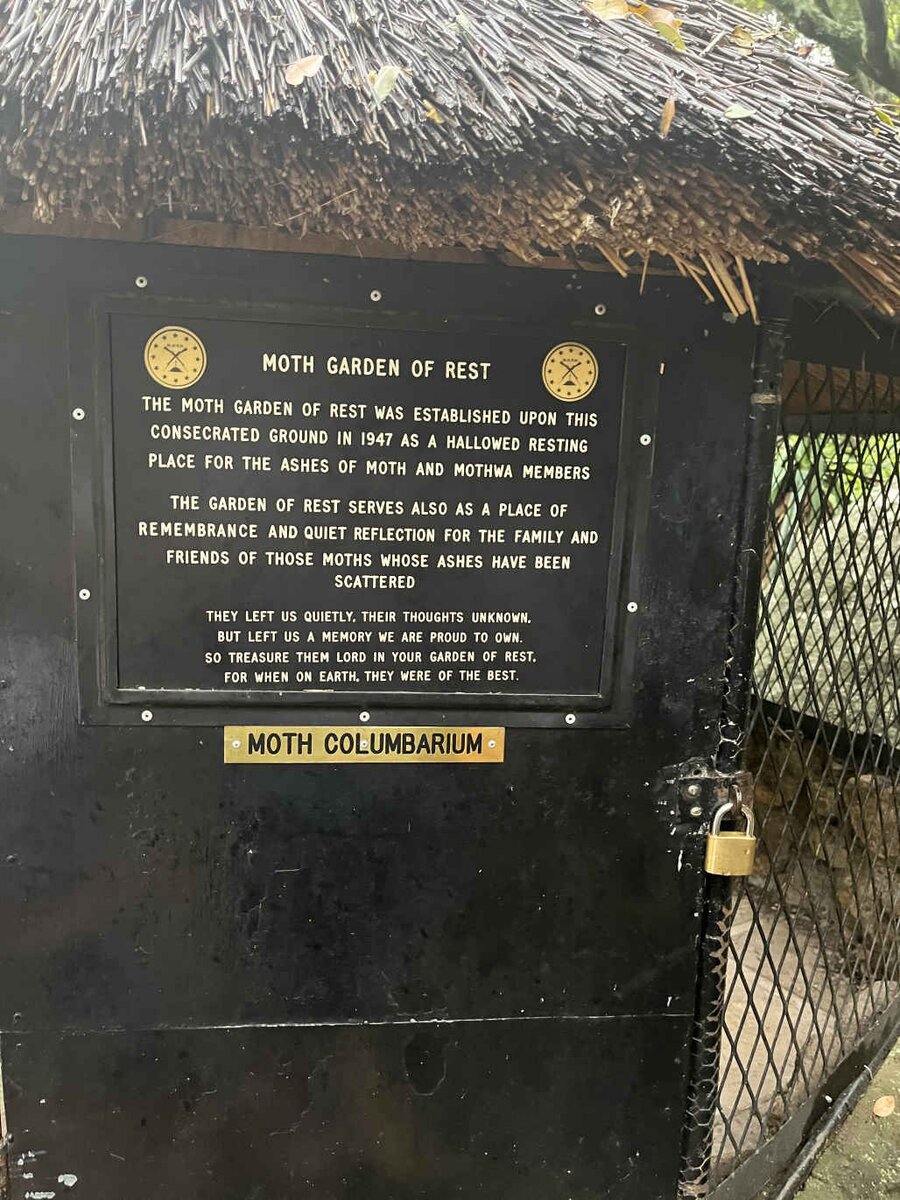 MOTH GARDEN OF REST
THE MOTH GARDEN OF REST WAS ESTABLISHED UPON THIS
CONSECRATED GROUND IN 1947 AS A HALLOWED RESTING
PLACE FOR THE ASHES OF MOTH AND MOTHWA MEMBERS
THE GARDEN OF REST SERVES ALSO AS A PLACE OF
REMEMBRANCE AND QUIET REFLECTION FOR THE FAMILY AND
FRIENDS OF THOSE MOTHS WHOSE ASHES HAVE BEEN
SCATTERED
THEY LEFT US QUIETLY, THEIR THOUGHTS UNKNOWN,
BUT LEFT US A MEMORY WE ARE PROUD TO OWN.
SO TREASURE THEM LORD IN YOUR GARDEN OF REST,
FOR WHEN ON EARTH, THEY WERE OF THE BEST.
MOTH COLUMBARIUM